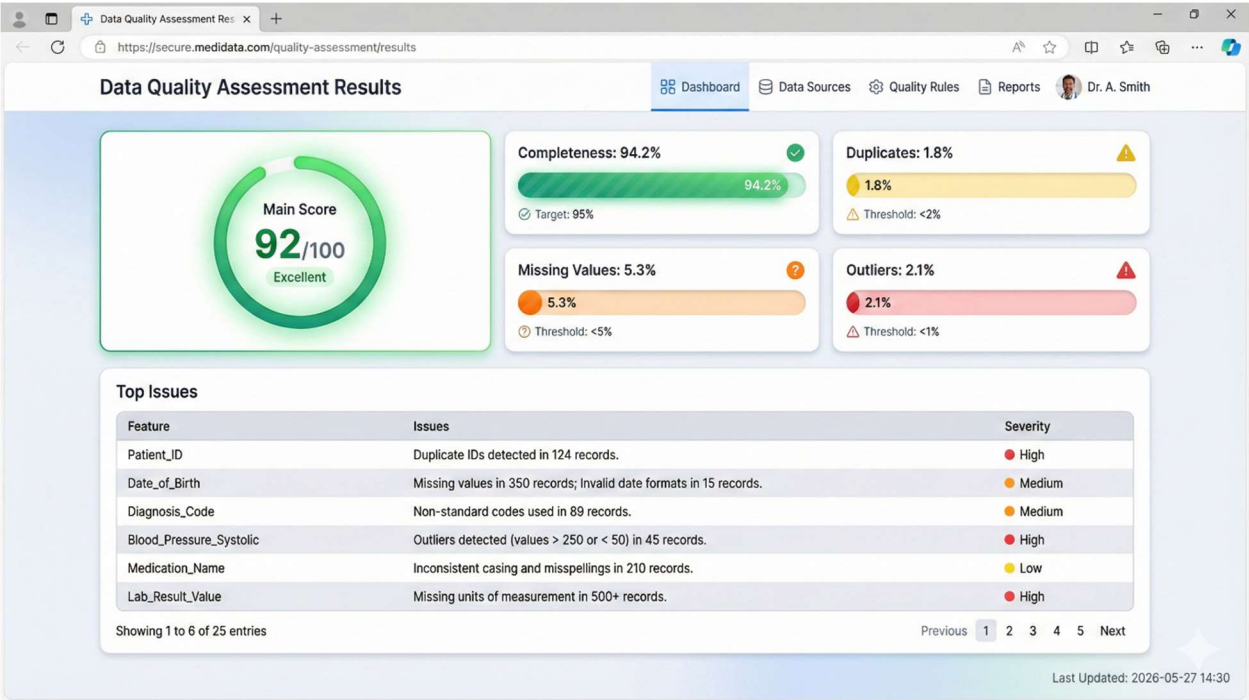 Data Quality Assessment Res
https://secure.medidata.com/quality-assessment/results
Data Quality Assessment Results
Dashboard
Data Sources
Quality Rules
Reports
Dr. A. Smith
Main Score
92/100
Excellent
Completeness: 94.2%
94.2%
Target: 95%
Duplicates: 1.8%
1.8%
Threshold: <2%
Missing Values: 5.3%
5.3%
Threshold: <5%
Outliers: 2.1%
2.1%
Threshold: <1%
Top Issues
Feature Issues Severity
Patient_ID Duplicate IDs detected in 124 records. High
Date_of_Birth Missing values in 350 records; Invalid date formats in 15 records. Medium
Diagnosis_Code Non-standard codes used in 89 records. Medium
Blood_Pressure_Systolic Outliers detected (values > 250 or < 50) in 45 records. High
Medication_Name Inconsistent casing and misspellings in 210 records. Low
Lab_Result_Value Missing units of measurement in 500+ records. High
Showing 1 to 6 of 25 entries
Previous 1 2 3 4 5 Next
Last Updated: 2026-05-27 14:30